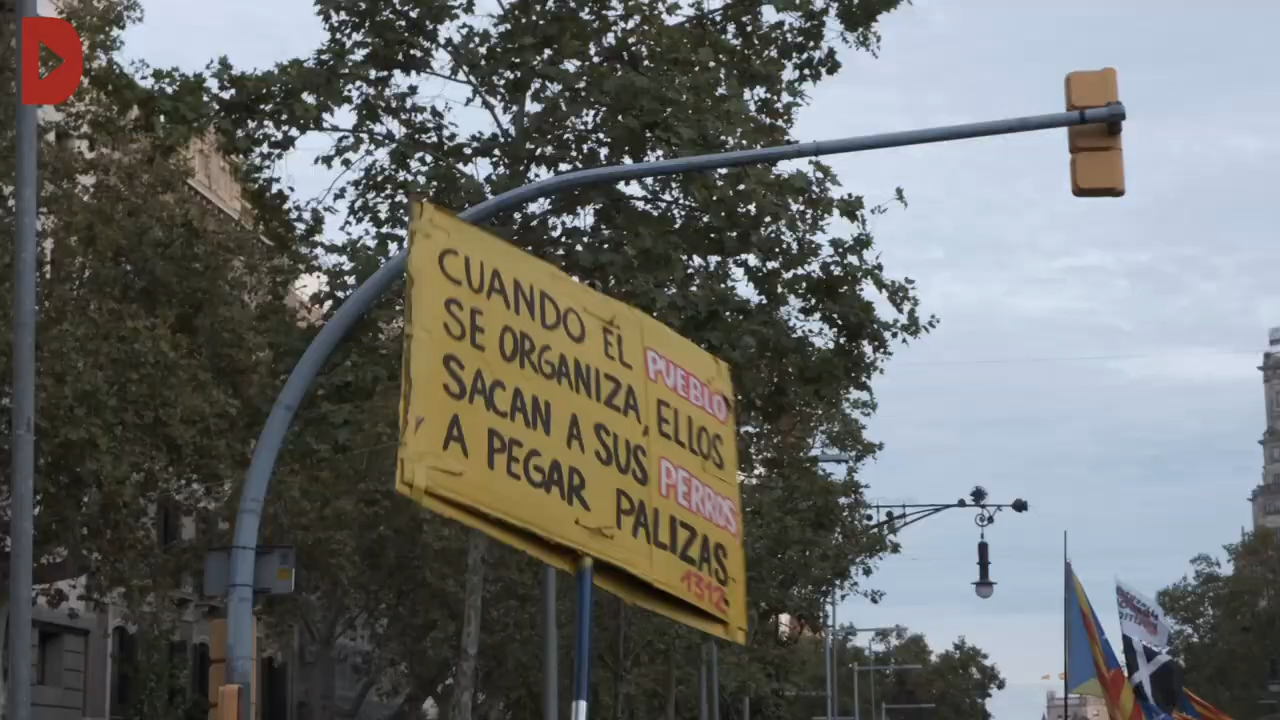 CUANDO EL PUEBLO
SE ORGANIZA, ELLOS
SACAN A SUS PERROS
A PEGAR PALIZAS
1312